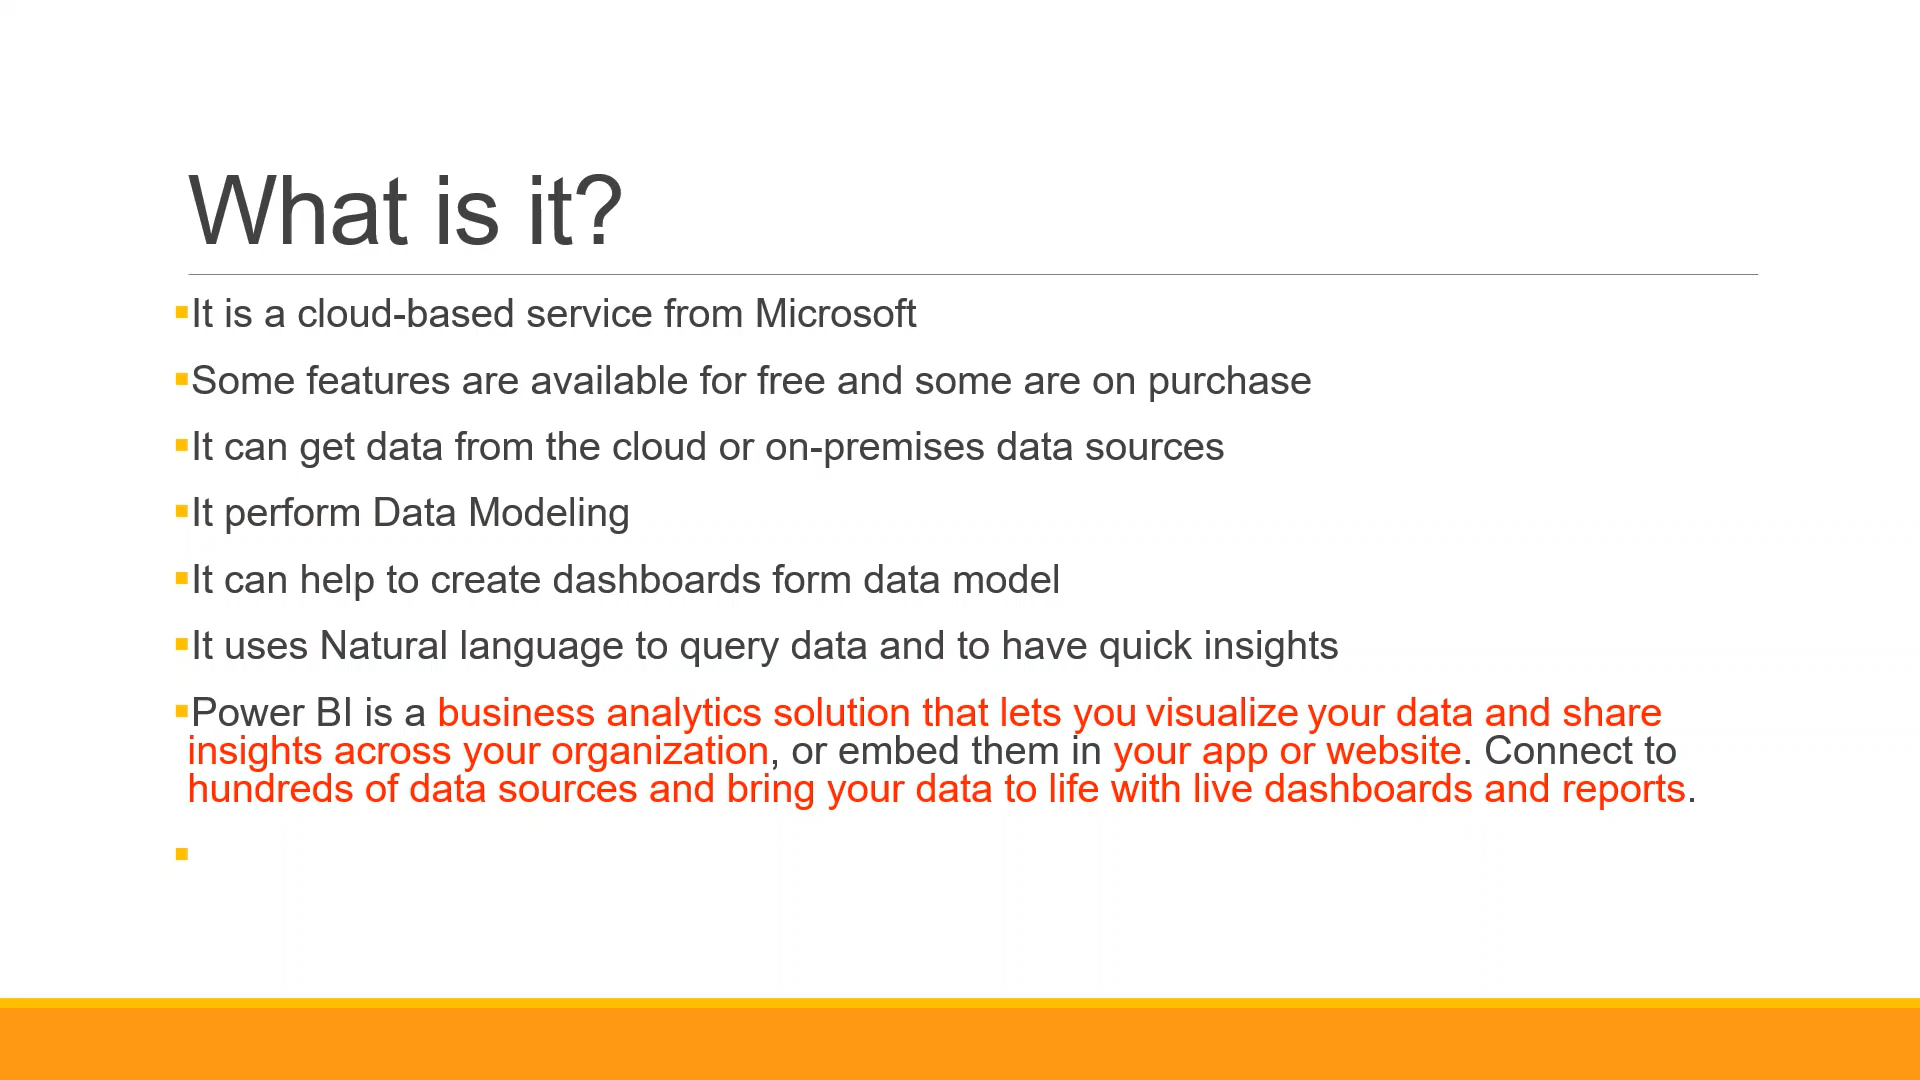 What is it?
▪It is a cloud-based service from Microsoft
▪Some features are available for free and some are on purchase
▪It can get data from the cloud or on-premises data sources
▪It perform Data Modeling
▪It can help to create dashboards form data model
▪It uses Natural language to query data and to have quick insights
▪Power BI is a business analytics solution that lets you visualize your data and share
insights across your organization, or embed them in your app or website. Connect to
hundreds of data sources and bring your data to life with live dashboards and reports.
▪